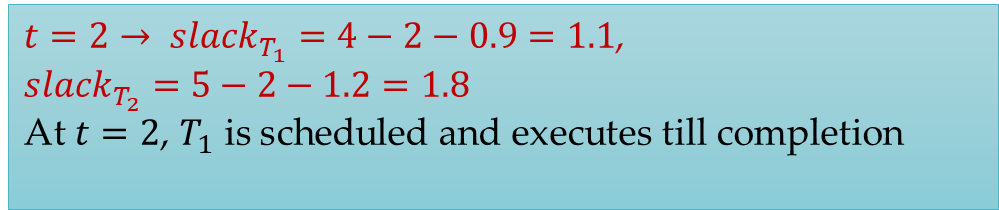 t = 2 → slack_{T_1} = 4 − 2 − 0.9 = 1.1,
slack_{T_2} = 5 − 2 − 1.2 = 1.8
At t = 2, T_1 is scheduled and executes till completion